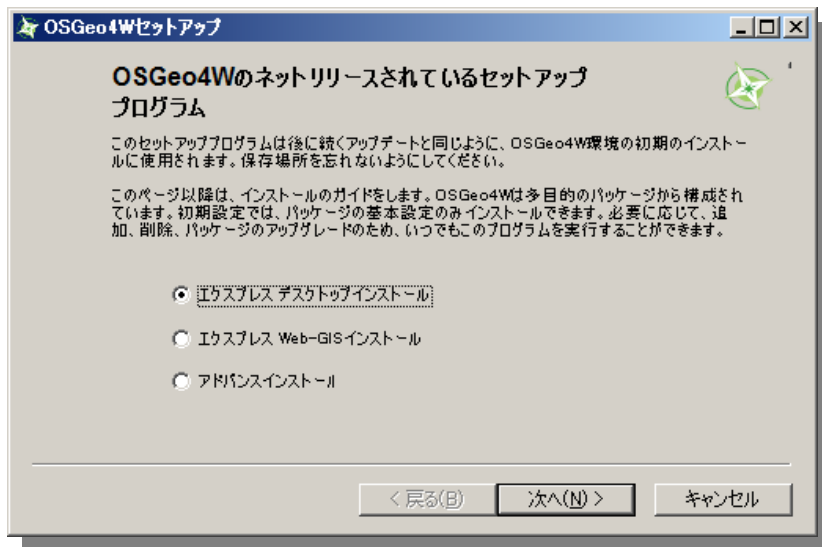 OSGeo4Wセットアップ
OSGeo4Wのネットリリースされているセットアップ
プログラム
このセットアッププログラムは後に続くアップデートと同じように、OSGeo4W環境の初期のインストー
ルに使用されます。保存場所を忘れないようにしてください。
このページ以降は、インストールのガイドをします。OSGeo4Wは多目的のパッケージから構成され
ています。初期設定では、パッケージの基本設定のみインストールできます。必要に応じて、追
加、削除、パッケージのアップグレードのため、いつでもこのプログラムを実行することができます。
エクスプレス デスクトップインストール
エクスプレス Web-GISインストール
アドバンスインストール
< 戻る(B)
次へ(N) >
キャンセル